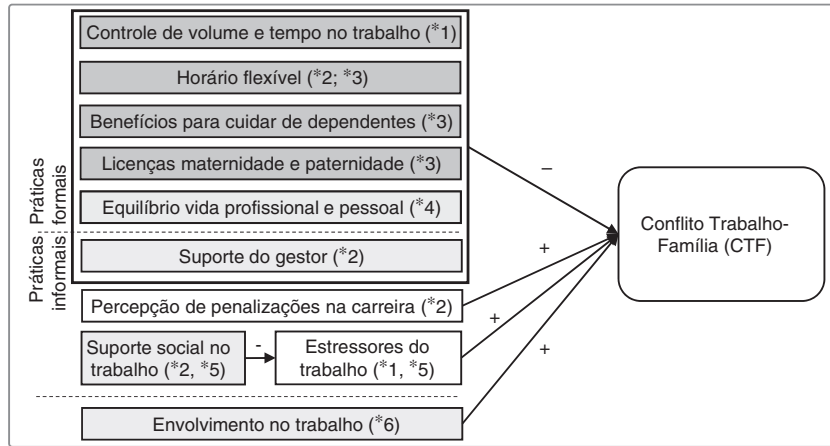 Controle de volume e tempo no trabalho (*1)
Horário flexível (*2; *3)
Benefícios para cuidar de dependentes (*3)
Licenças maternidade e paternidade (*3)
Equilíbrio vida profissional e pessoal (*4)
Práticas
formais
Práticas
informais
Suporte do gestor (*2)
Percepção de penalizações na carreira (*2)
Suporte social no
trabalho (*2, *5)
-
Estressores do
trabalho (*1, *5)
Envolvimento no trabalho (*6)
–
+
+
+
Conflito Trabalho-
Família (CTF)